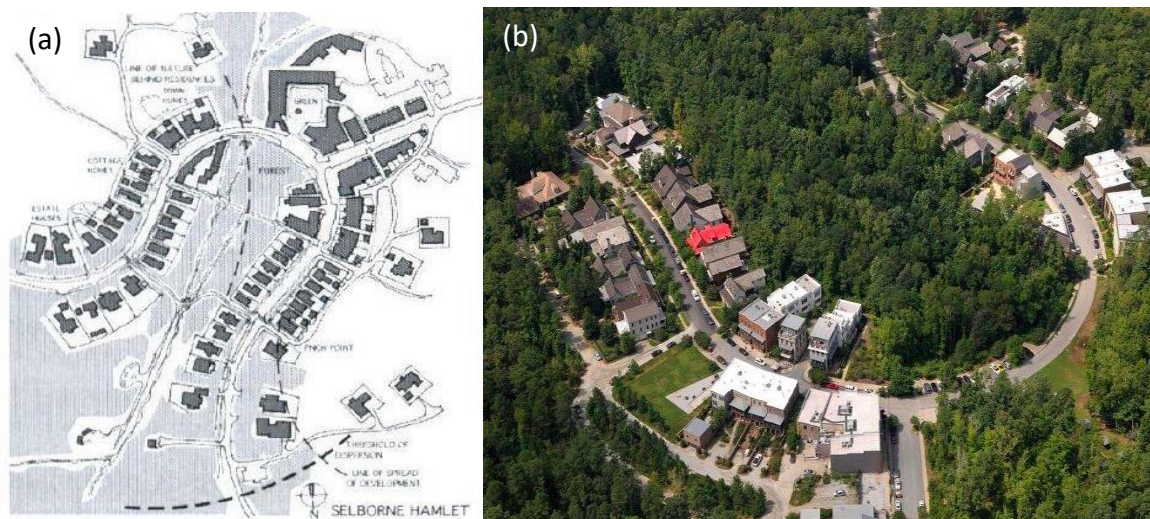 (a)
(b)
LINE OF NATURE
BEHIND RESIDENCES
TOWN
HOMES
GREEN
COTTAGE
HOMES
FOREST
ESTATE
HOUSES
PINCH POINT
THRESHOLD OF
DISPERSION
LINE OF SPREAD
OF DEVELOPMENT
N
SELBORNE HAMLET